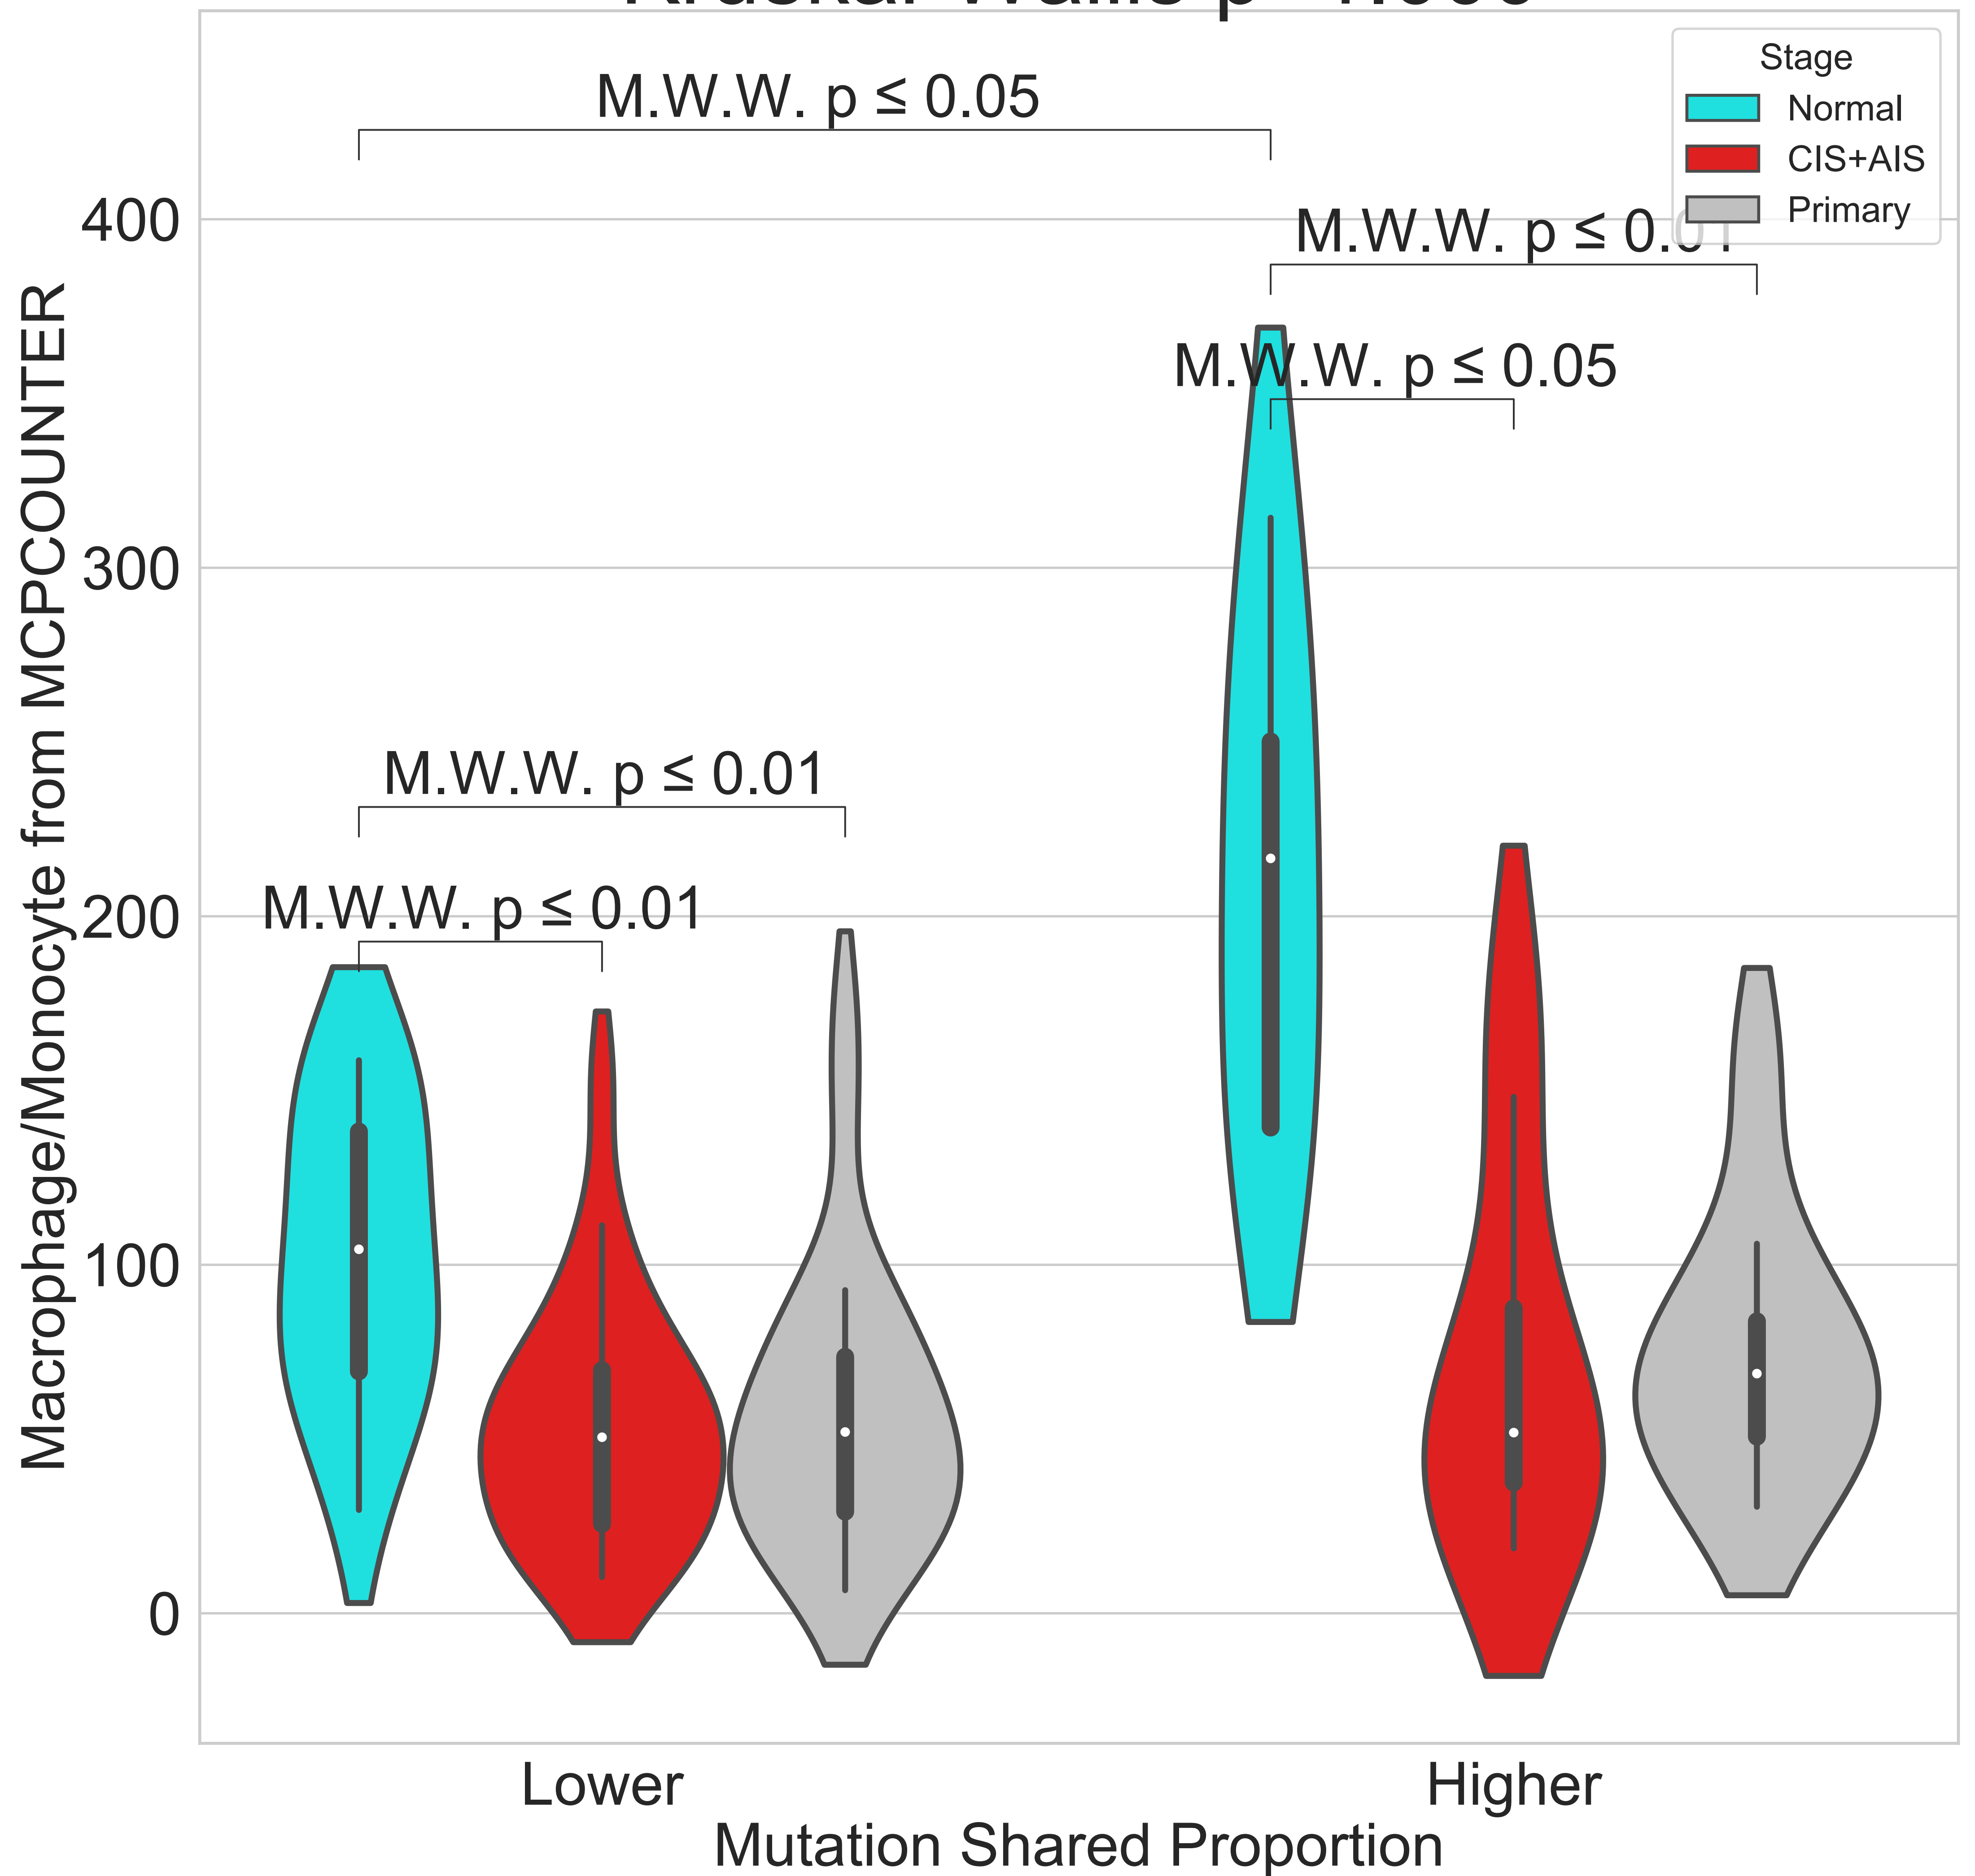 M.W.W. p ≤ 0.05
Stage
Normal
CIS+AIS
Primary
M.W.W. p ≤ 0.01
M.W.W. p ≤ 0.05
M.W.W. p ≤ 0.01
M.W.W. p ≤ 0.01
400
300
200
100
0
Macrophage/Monocyte from MCPCOUNTER
Lower
Higher
Mutation Shared Proportion